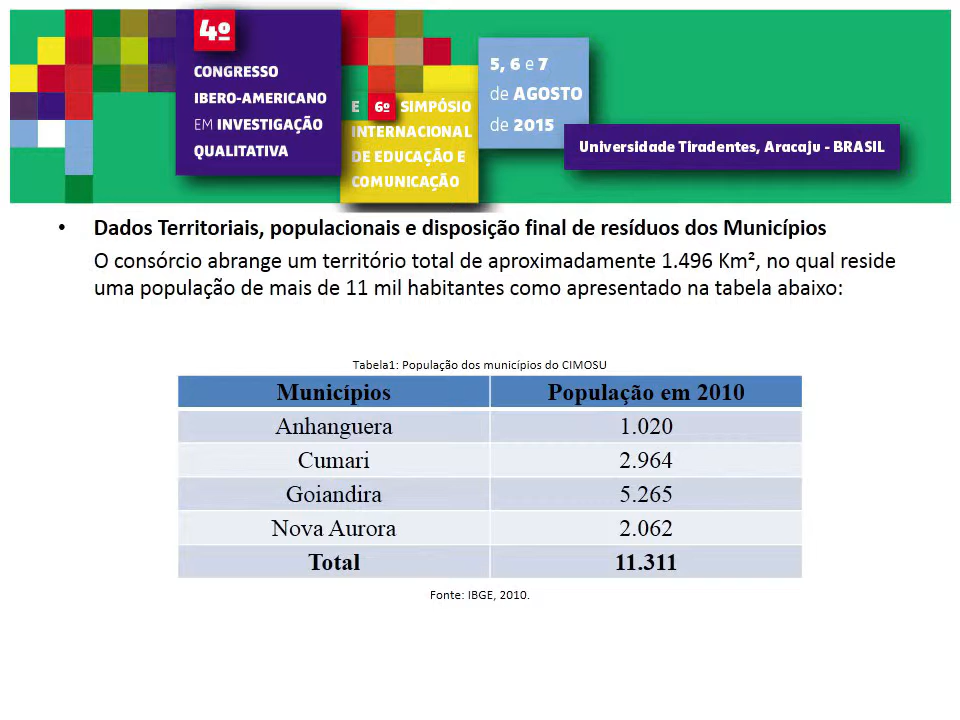 4º
CONGRESSO
IBERO-AMERICANO
EM INVESTIGAÇÃO
QUALITATIVA
E 6º SIMPÓSIO
INTERNACIONAL
DE EDUCAÇÃO E
COMUNICAÇÃO
5, 6 e 7
de AGOSTO
de 2015
Universidade Tiradentes, Aracaju - BRASIL
• Dados Territoriais, populacionais e disposição final de resíduos dos Municípios
O consórcio abrange um território total de aproximadamente 1.496 Km², no qual reside
uma população de mais de 11 mil habitantes como apresentado na tabela abaixo:
Tabela1: População dos municípios do CIMOSU
Municípios População em 2010
Anhanguera 1.020
Cumari 2.964
Goiandira 5.265
Nova Aurora 2.062
Total 11.311
Fonte: IBGE, 2010.